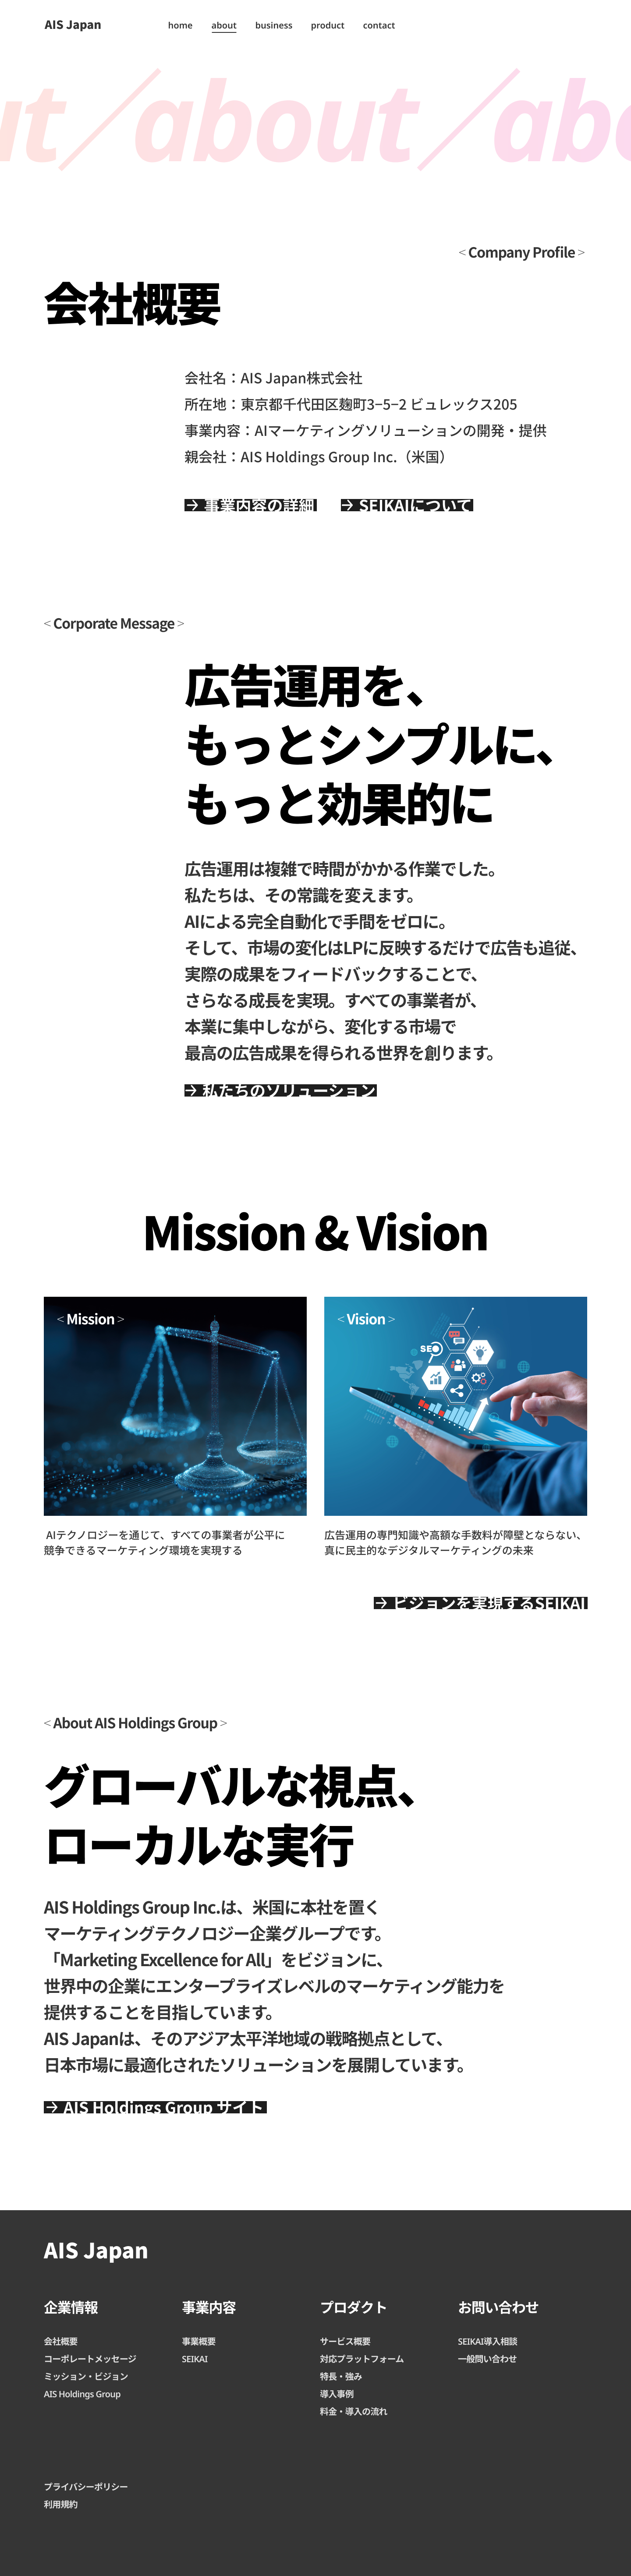 AIS Japan
home about business product contact
ut／about／abo
< Company Profile >
会社概要
会社名：AIS Japan株式会社
所在地：東京都千代田区麹町3−5−2 ビュレックス205
事業内容：AIマーケティングソリューションの開発・提供
親会社：AIS Holdings Group Inc.（米国）
→ 事業内容の詳細 → SEIKAIについて
< Corporate Message >
広告運用を、
もっとシンプルに、
もっと効果的に
広告運用は複雑で時間がかかる作業でした。
私たちは、その常識を変えます。
AIによる完全自動化で手間をゼロに。
そして、市場の変化はLPに反映するだけで広告も追従、
実際の成果をフィードバックすることで、
さらなる成長を実現。すべての事業者が、
本業に集中しながら、変化する市場で
最高の広告成果を得られる世界を創ります。
→ 私たちのソリューション
Mission & Vision
< Mission >
AIテクノロジーを通じて、すべての事業者が公平に
競争できるマーケティング環境を実現する
< Vision >
SEO
広告運用の専門知識や高額な手数料が障壁とならない、
真に民主的なデジタルマーケティングの未来
→ ビジョンを実現するSEIKAI
< About AIS Holdings Group >
グローバルな視点、
ローカルな実行
AIS Holdings Group Inc.は、米国に本社を置く
マーケティングテクノロジー企業グループです。
「Marketing Excellence for All」をビジョンに、
世界中の企業にエンタープライズレベルのマーケティング能力を
提供することを目指しています。
AIS Japanは、そのアジア太平洋地域の戦略拠点として、
日本市場に最適化されたソリューションを展開しています。
→ AIS Holdings Group サイト
AIS Japan
企業情報
会社概要
コーポレートメッセージ
ミッション・ビジョン
AIS Holdings Group
事業内容
事業概要
SEIKAI
プロダクト
サービス概要
対応プラットフォーム
特長・強み
導入事例
料金・導入の流れ
お問い合わせ
SEIKAI導入相談
一般問い合わせ
プライバシーポリシー
利用規約